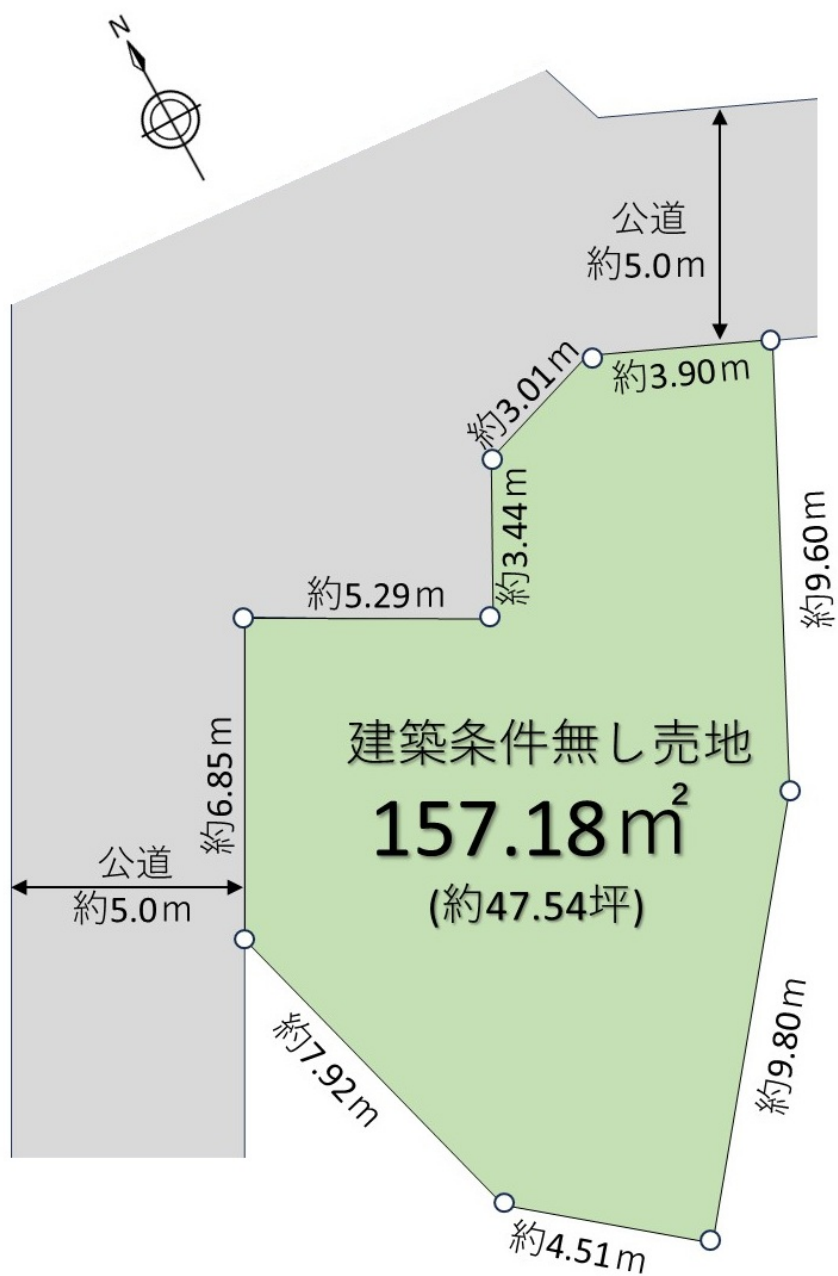 N
公道
約5.0m
約3.01m
約3.90m
約3.44m
約9.60m
約5.29m
建築条件無し売地
157.18㎡
(約47.54坪)
約6.85m
公道
約5.0m
約7.92m
約9.80m
約4.51m